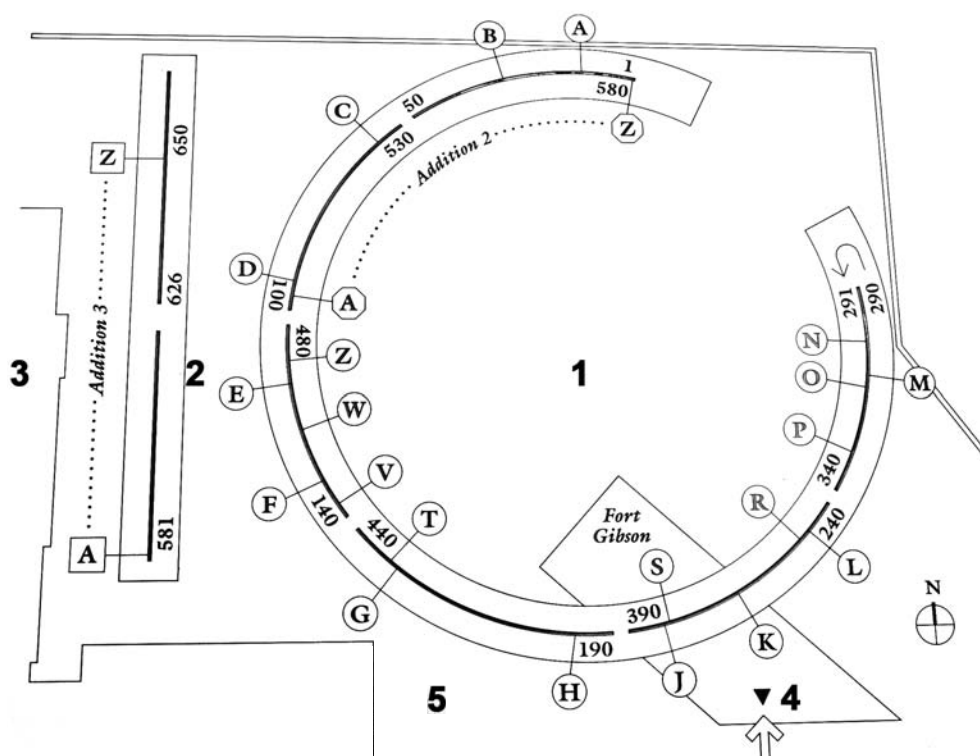 B
A
1
50
580
C
Z
530
Addition 2
650
Z
D
100
A
626
480
Z
N
291
290
3
Addition 3
2
1
E
O
M
W
P
V
340
F
140
T
Fort
Gibson
R
240
440
A
581
S
L
N
G
390
K
190
J
H
5
4